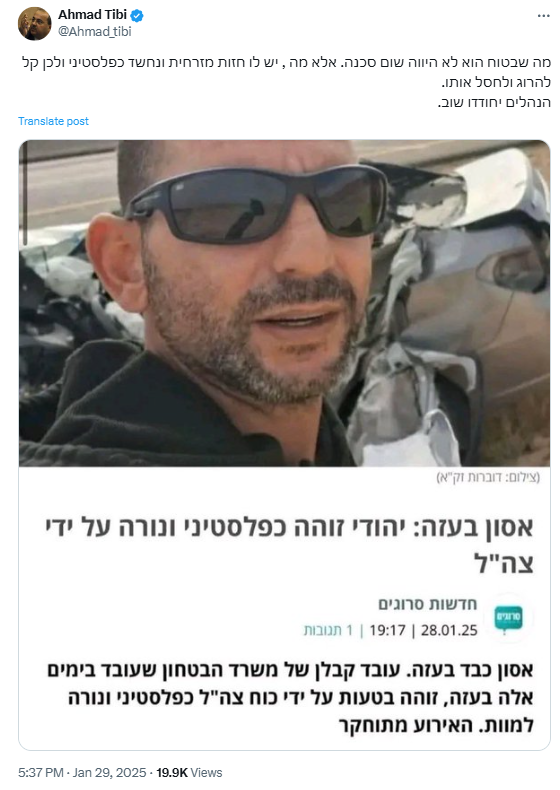 Ahmad Tibi
@Ahmad_tibi
מה שבטוח הוא לא היווה שום סכנה. אלא מה , יש לו חזות מזרחית ונחשד כפלסטיני ולכן קל
להרוג ולחסל אותו.
הנהלים יחודדו שוב.
Translate post
(צילום: דוברות זק"א)
אסון בעזה: יהודי זוהה כפלסטיני ונורה על ידי
צה"ל
חדשות סרוגים
סרוגים
28.01.25 | 19:17 | 1 תגובות
אסון כבד בעזה. עובד קבלן של משרד הבטחון שעובד בימים
אלה בעזה, זוהה בטעות על ידי כוח צה"ל כפלסטיני ונורה
למוות. האירוע מתוחקר
5:37 PM · Jan 29, 2025 · 19.9K Views